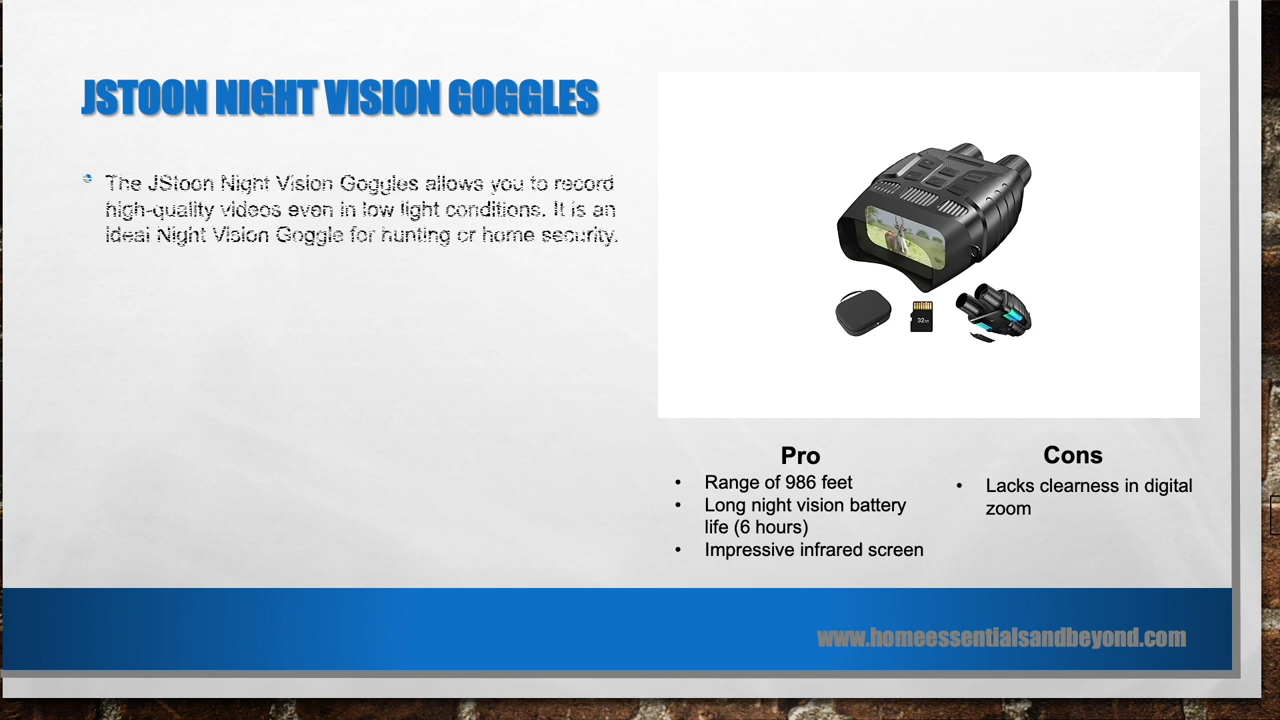 JSTOON NIGHT VISION GOGGLES
The JStoon Night Vision Goggles allows you to record
high-quality videos even in low light conditions. It is an
ideal Night Vision Goggle for hunting or home security.
32
Pro
• Range of 986 feet
• Long night vision battery
life (6 hours)
• Impressive infrared screen
Cons
• Lacks clearness in digital
zoom
www.homeessentialsandbeyond.com